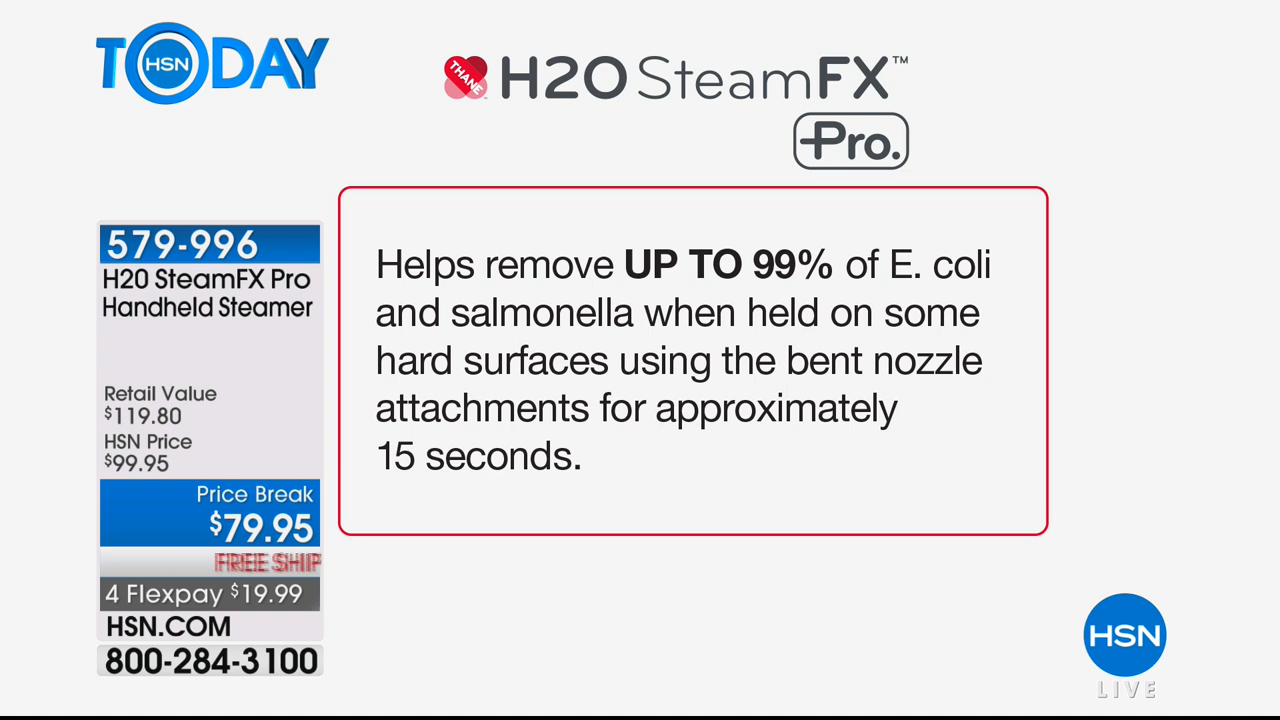 TODAY
HSN
THANE
H2O SteamFX™
Pro.
579-996
H20 SteamFX Pro
Handheld Steamer
Retail Value
$119.80
HSN Price
$99.95
Price Break
$79.95
FREE SHIP
4 Flexpay $19.99
HSN.COM
800-284-3100
Helps remove UP TO 99% of E. coli
and salmonella when held on some
hard surfaces using the bent nozzle
attachments for approximately
15 seconds.
HSN
LIVE